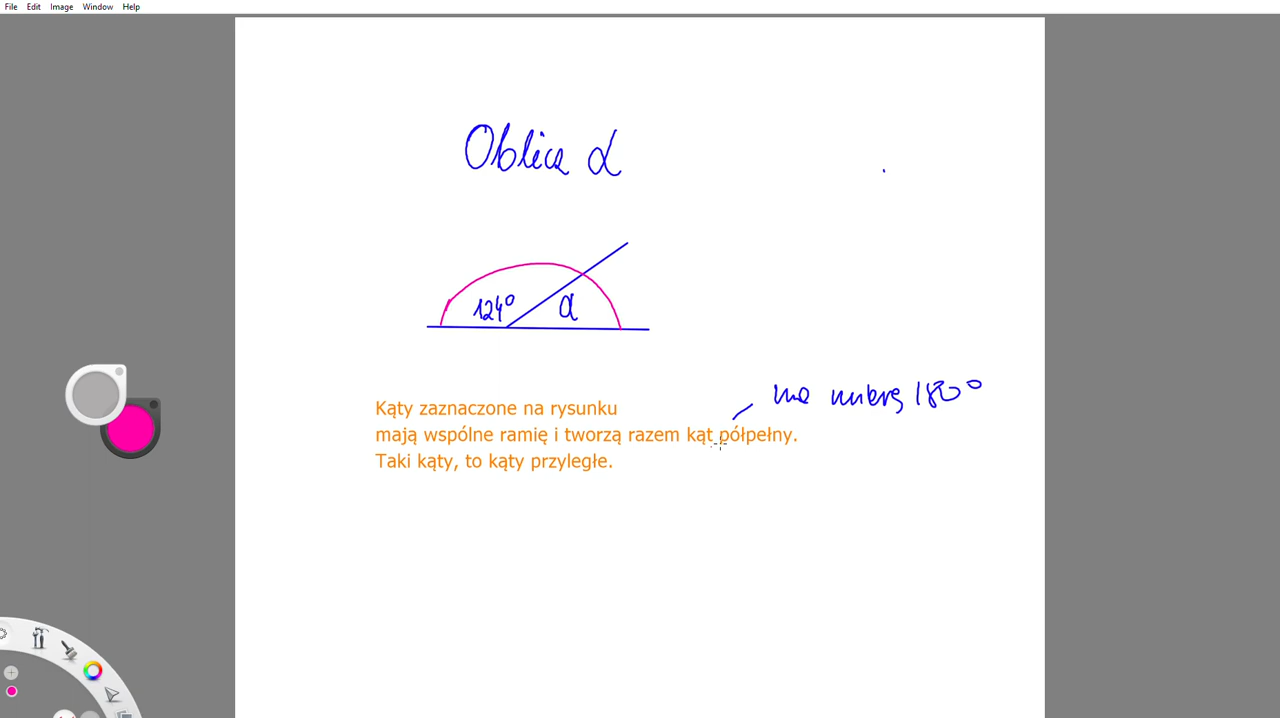 File Edit Image Window Help
Oblicz α
124° α
ma miarę 180°
Kąty zaznaczone na rysunku
mają wspólne ramię i tworzą razem kąt półpełny.
Taki kąty, to kąty przyległe.